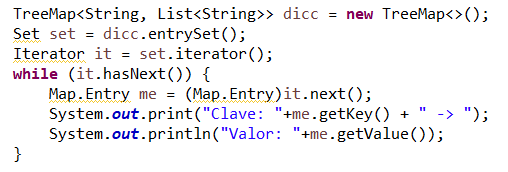 TreeMap<String, List<String>> dicc = new TreeMap<>();
Set set = dicc.entrySet();
Iterator it = set.iterator();
while (it.hasNext()) {
    Map.Entry me = (Map.Entry)it.next();
    System.out.print("Clave: "+me.getKey() + " -> ");
    System.out.println("Valor: "+me.getValue());
}